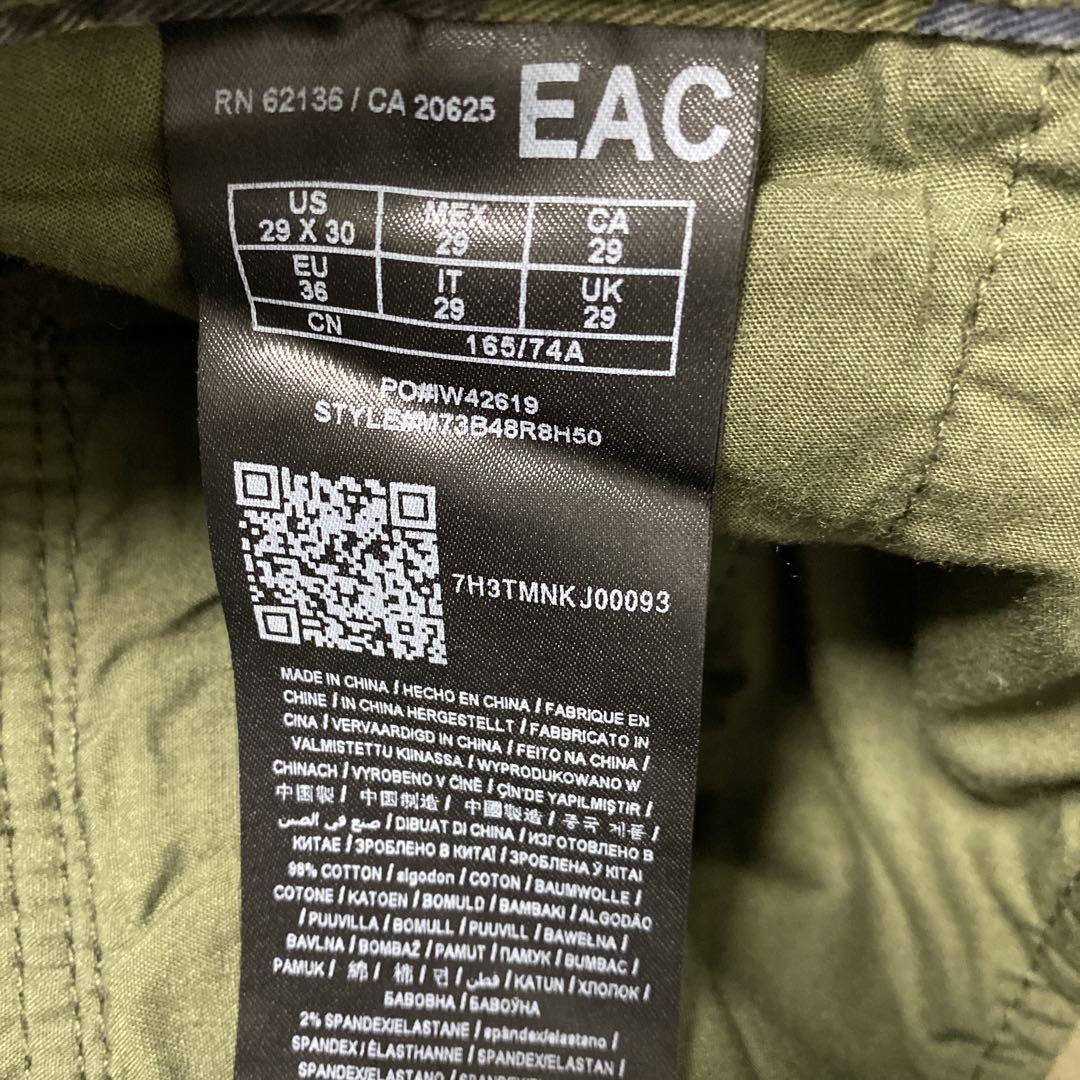 RN 62136 / CA 20625
EAC
US MEX CA
29 X 30 29 29
EU IT UK
36 29 29
CN 165/74A
PO#IW42619
STYLE#M73B48R8H50
7H3TMNKJ00093
MADE IN CHINA / HECHO EN CHINA / FABRIQUE EN
CHINE / IN CHINA HERGESTELLT / FABBRICATO IN
CINA / VERVAARDIGD IN CHINA / FEITO NA CHINA /
VALMISTETTU KIINASSA / WYPRODUKOWANO W
CHINACH / VYROBENO V ČÍNĚ / ÇİN'DE YAPILMIŞTIR /
中国製 / 中国制造 / 中國製造 / 중국 제품 /
صنع في الصين / DIBUAT DI CHINA / ИЗГОТОВЛЕНО В
КИТАЕ / ЗРОБЛЕНО В КИТАЇ / ЗРОБЛЕНА Ў KITAI
98% COTTON / algodon / COTON / BAUMWOLLE /
COTONE / KATOEN / BOMULD / BAMBAKI / ALGODÃO
/ PUUVILLA / BOMULL / PUUVILL / BAWEŁNA /
BAVLNA / BOMBAŽ / PAMUT / ПАМУК / BUMBAC /
PAMUK / 綿 / 棉 / 면 / قطن / KATUN / ХЛОПОК /
БАВОВНА / БАВОЎНА
2% SPANDEX/ELASTANE / spandex/elastano /
SPANDEX / ÉLASTHANNE / SPANDEX/ELASTAN /
SPANDEX/ELASTAN